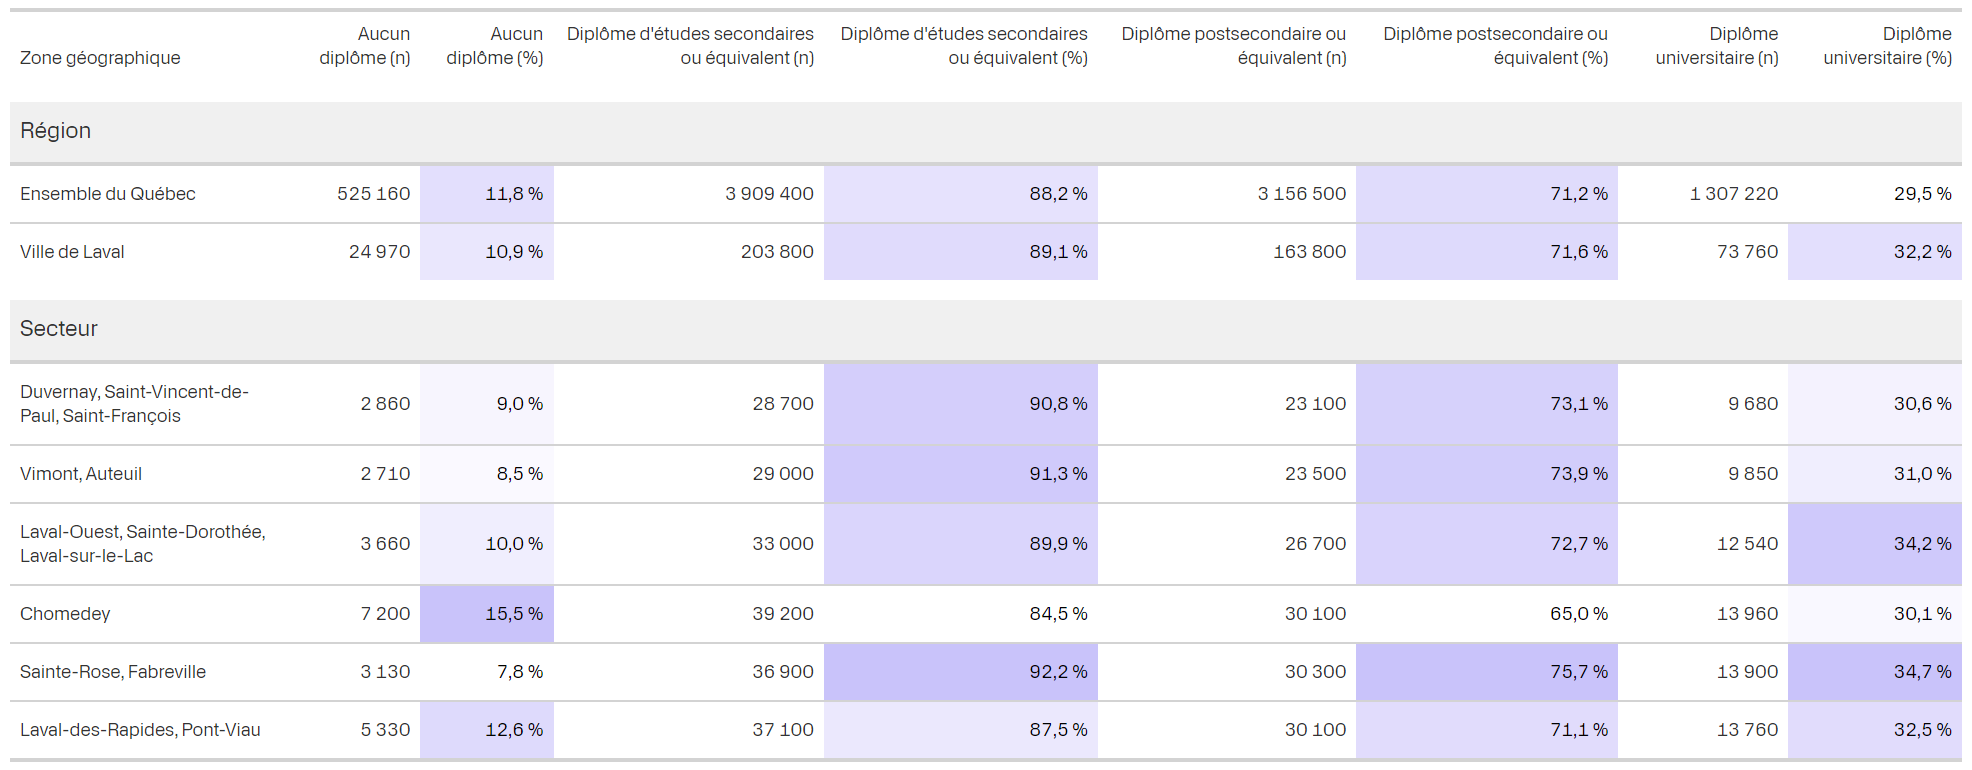 Zone géographique Aucun diplôme (n) Aucun diplôme (%) Diplôme d'études secondaires ou équivalent (n) Diplôme d'études secondaires ou équivalent (%) Diplôme postsecondaire ou équivalent (n) Diplôme postsecondaire ou équivalent (%) Diplôme universitaire (n) Diplôme universitaire (%)
Région
Ensemble du Québec 525 160 11,8 % 3 909 400 88,2 % 3 156 500 71,2 % 1 307 220 29,5 %
Ville de Laval 24 970 10,9 % 203 800 89,1 % 163 800 71,6 % 73 760 32,2 %
Secteur
Duvernay, Saint-Vincent-de-
Paul, Saint-François 2 860 9,0 % 28 700 90,8 % 23 100 73,1 % 9 680 30,6 %
Vimont, Auteuil 2 710 8,5 % 29 000 91,3 % 23 500 73,9 % 9 850 31,0 %
Laval-Ouest, Sainte-Dorothée,
Laval-sur-le-Lac 3 660 10,0 % 33 000 89,9 % 26 700 72,7 % 12 540 34,2 %
Chomedey 7 200 15,5 % 39 200 84,5 % 30 100 65,0 % 13 960 30,1 %
Sainte-Rose, Fabreville 3 130 7,8 % 36 900 92,2 % 30 300 75,7 % 13 900 34,7 %
Laval-des-Rapides, Pont-Viau 5 330 12,6 % 37 100 87,5 % 30 100 71,1 % 13 760 32,5 %